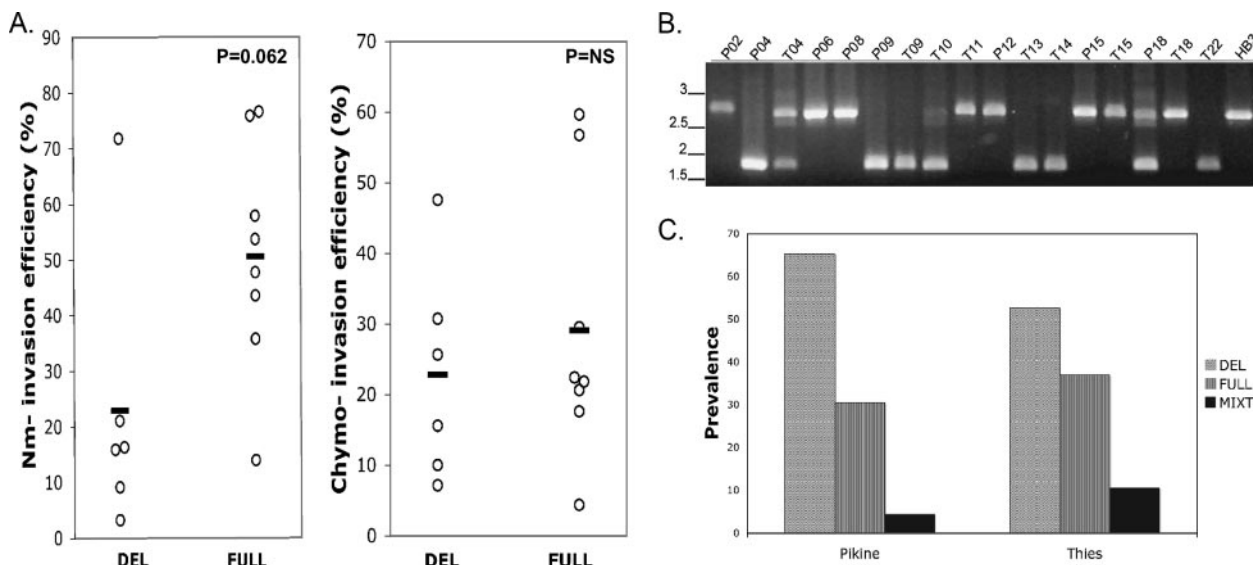 A.
Nm- invasion efficiency (%)
90
80
70
60
50
40
30
20
10
0
P=0.062
DEL FULL
Chymo- invasion efficiency (%)
70
60
50
40
30
20
10
0
P=NS
DEL FULL
B.
P02 P04 T04 P06 P08 P09 T09 T10 T11 P12 T13 T14 P15 T15 P18 T18 T22 HB3
3
2.5
2
1.5
C.
Prevalence
70
60
50
40
30
20
10
0
Pikine Thies
DEL
FULL
MIXT